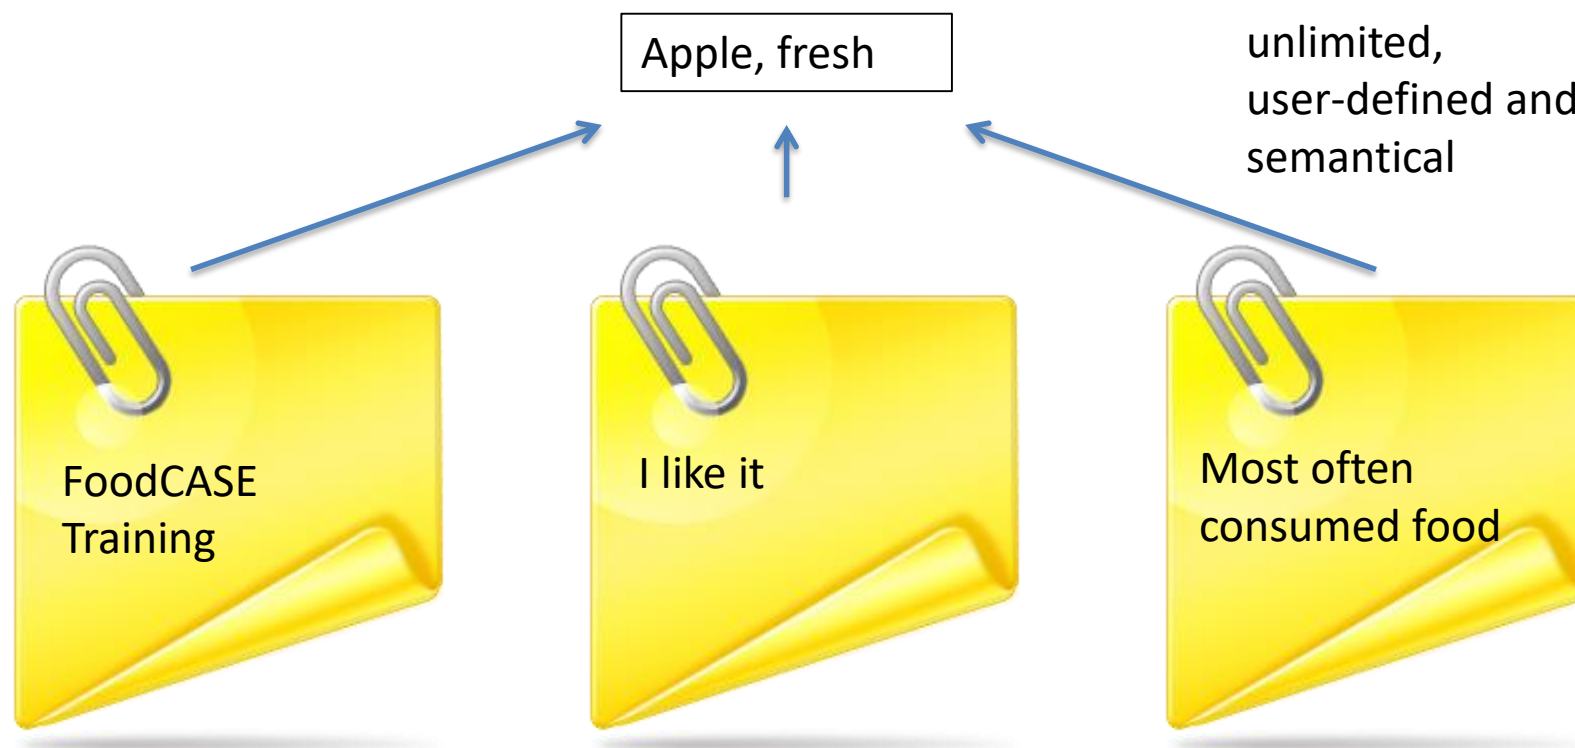 Apple, fresh
unlimited,
user-defined and
semantical
FoodCASE
Training
I like it
Most often
consumed food